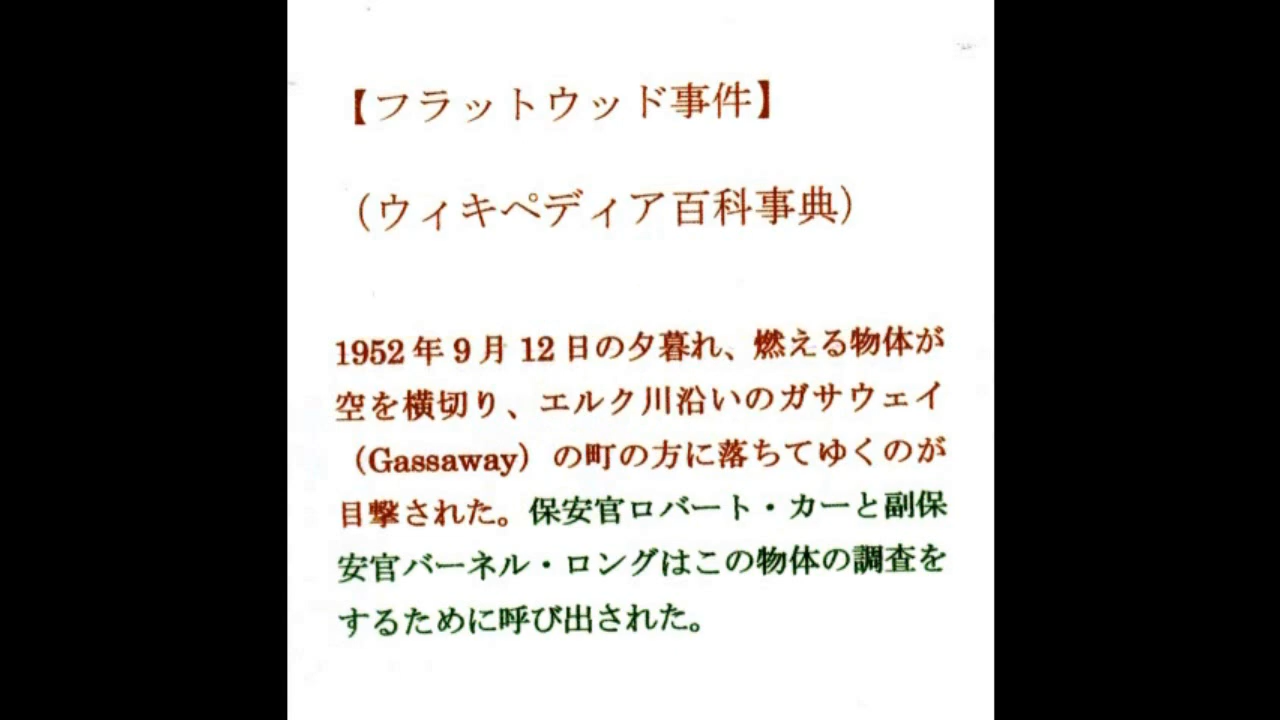 【フラットウッド事件】
（ウィキペディア百科事典）
1952年9月12日の夕暮れ、燃える物体が
空を横切り、エルク川沿いのガサウェイ
（Gassaway）の町の方に落ちてゆくのが
目撃された。保安官ロバート・カーと副保
安官バーネル・ロングはこの物体の調査を
するために呼び出された。